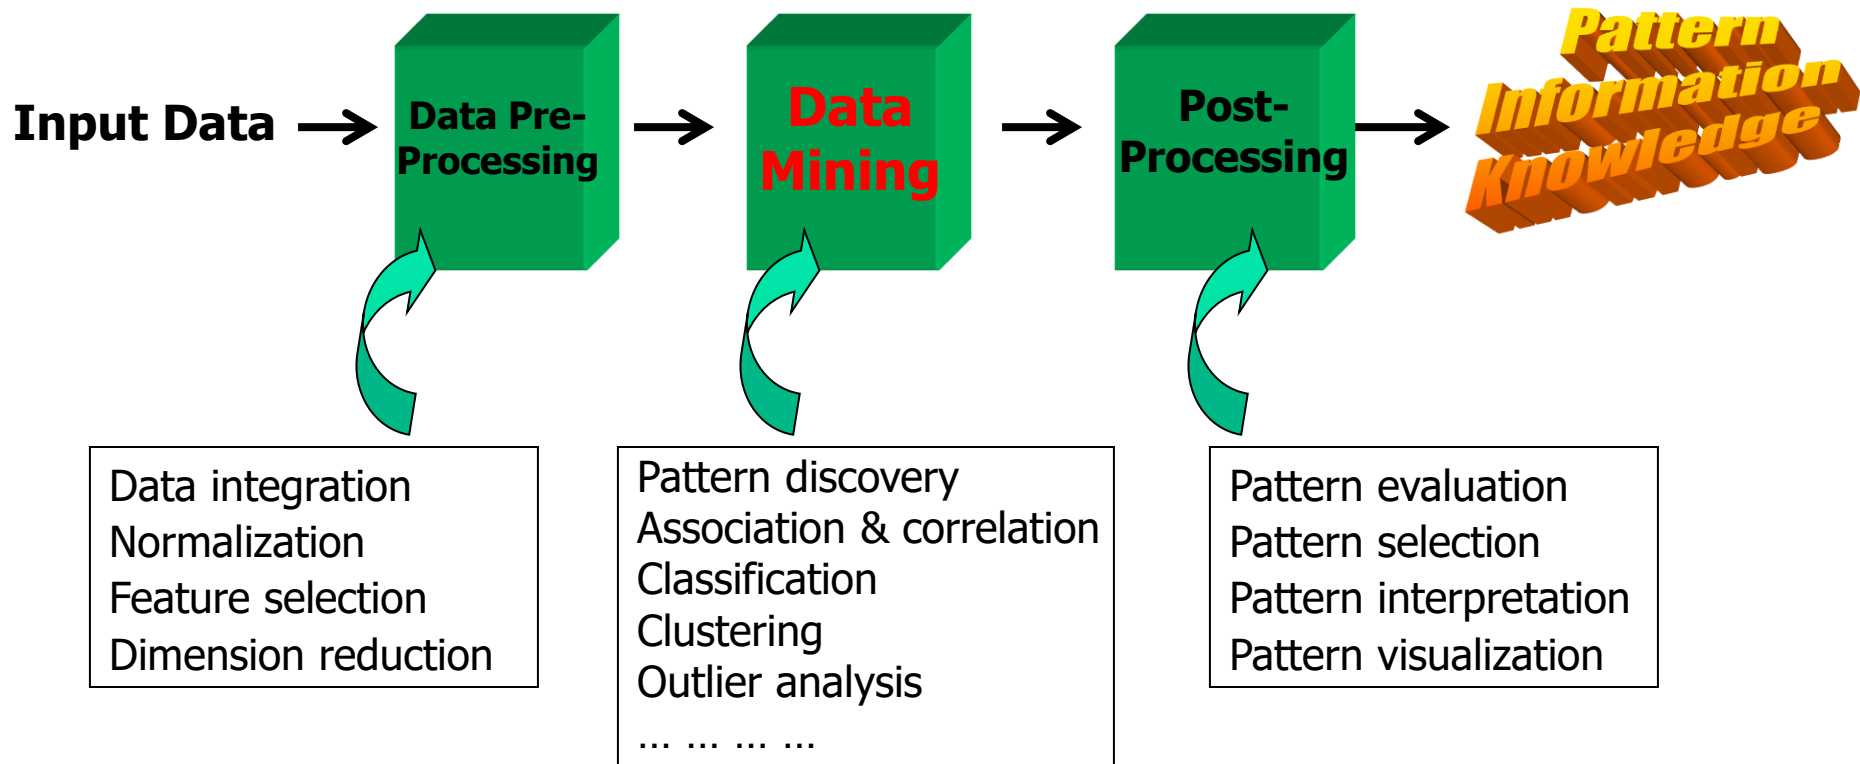 Input Data
Data Pre-
Processing
Data
Mining
Post-
Processing
Pattern
Information
Knowledge
Data integration
Normalization
Feature selection
Dimension reduction
Pattern discovery
Association & correlation
Classification
Clustering
Outlier analysis
… … … …
Pattern evaluation
Pattern selection
Pattern interpretation
Pattern visualization